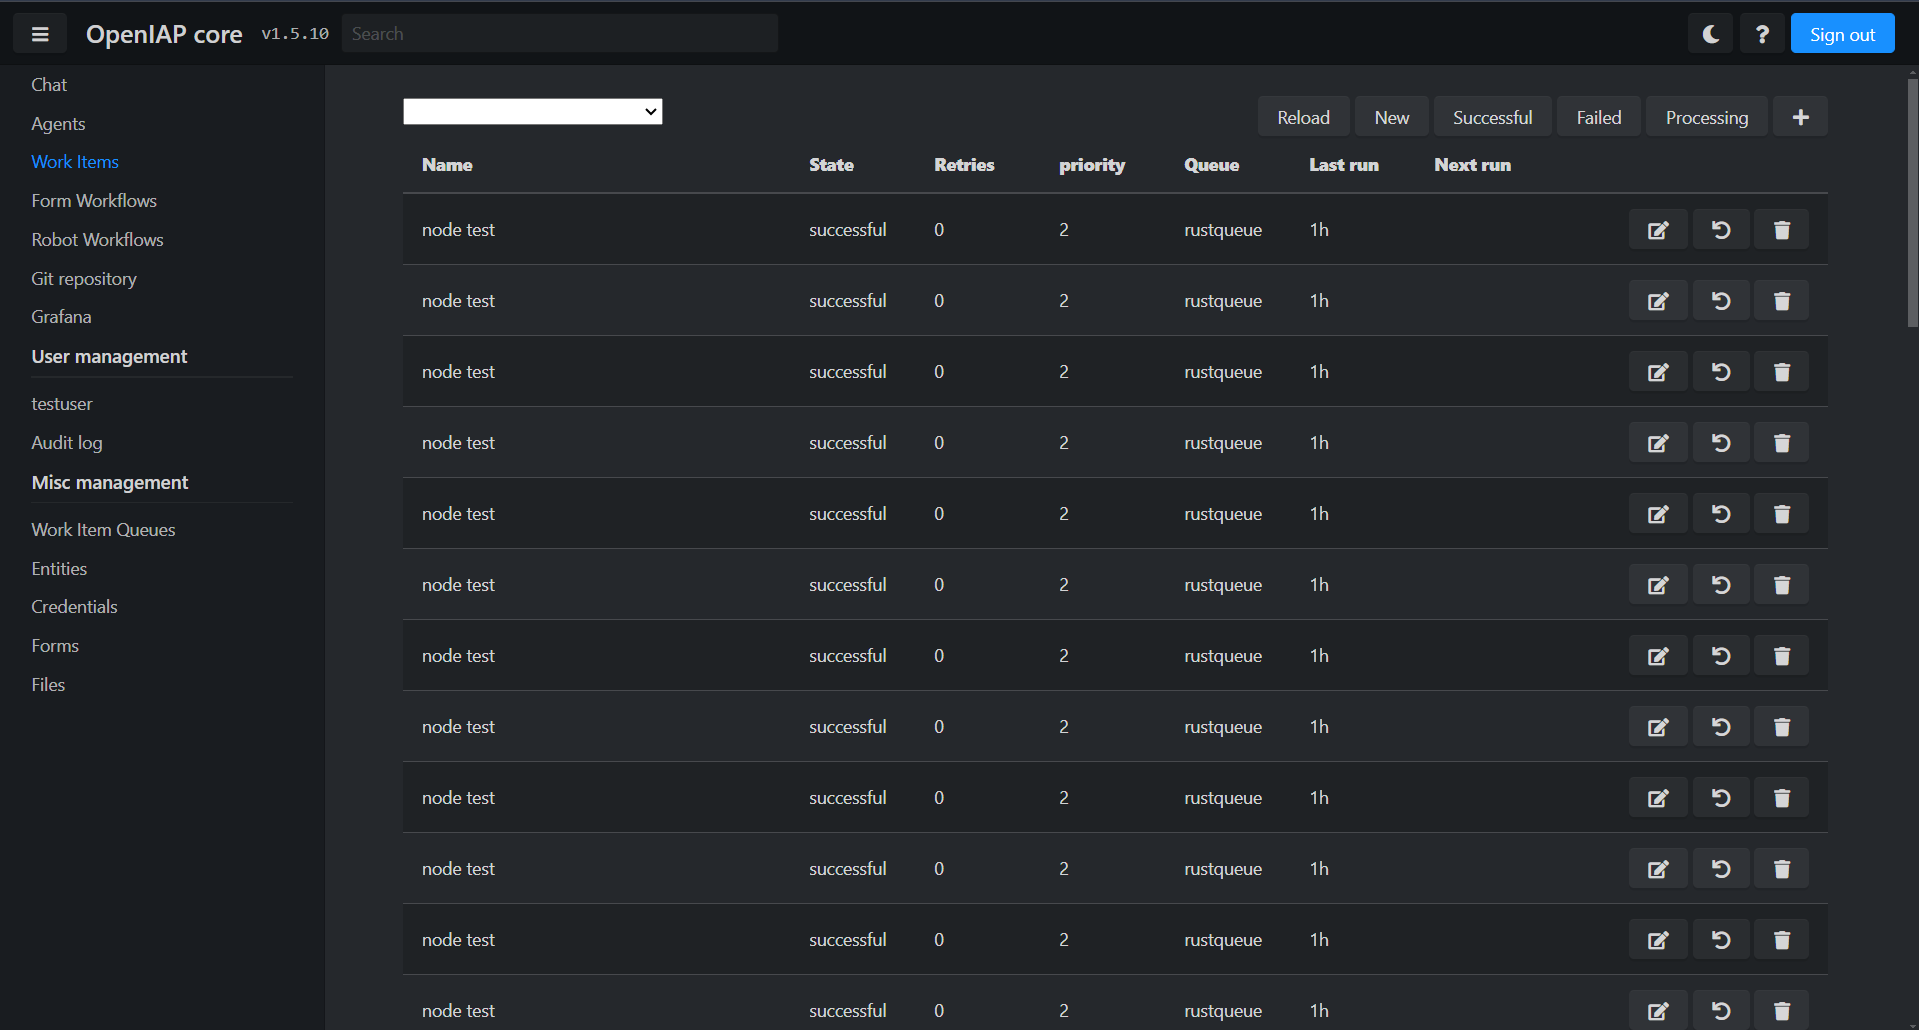 OpenIAP core v1.5.10 Search ? Sign out
Chat
Agents
Work Items
Form Workflows
Robot Workflows
Git repository
Grafana
User management
testuser
Audit log
Misc management
Work Item Queues
Entities
Credentials
Forms
Files
Reload New Successful Failed Processing +
Name State Retries priority Queue Last run Next run
node test successful 0 2 rustqueue 1h
node test successful 0 2 rustqueue 1h
node test successful 0 2 rustqueue 1h
node test successful 0 2 rustqueue 1h
node test successful 0 2 rustqueue 1h
node test successful 0 2 rustqueue 1h
node test successful 0 2 rustqueue 1h
node test successful 0 2 rustqueue 1h
node test successful 0 2 rustqueue 1h
node test successful 0 2 rustqueue 1h
node test successful 0 2 rustqueue 1h
node test successful 0 2 rustqueue 1h